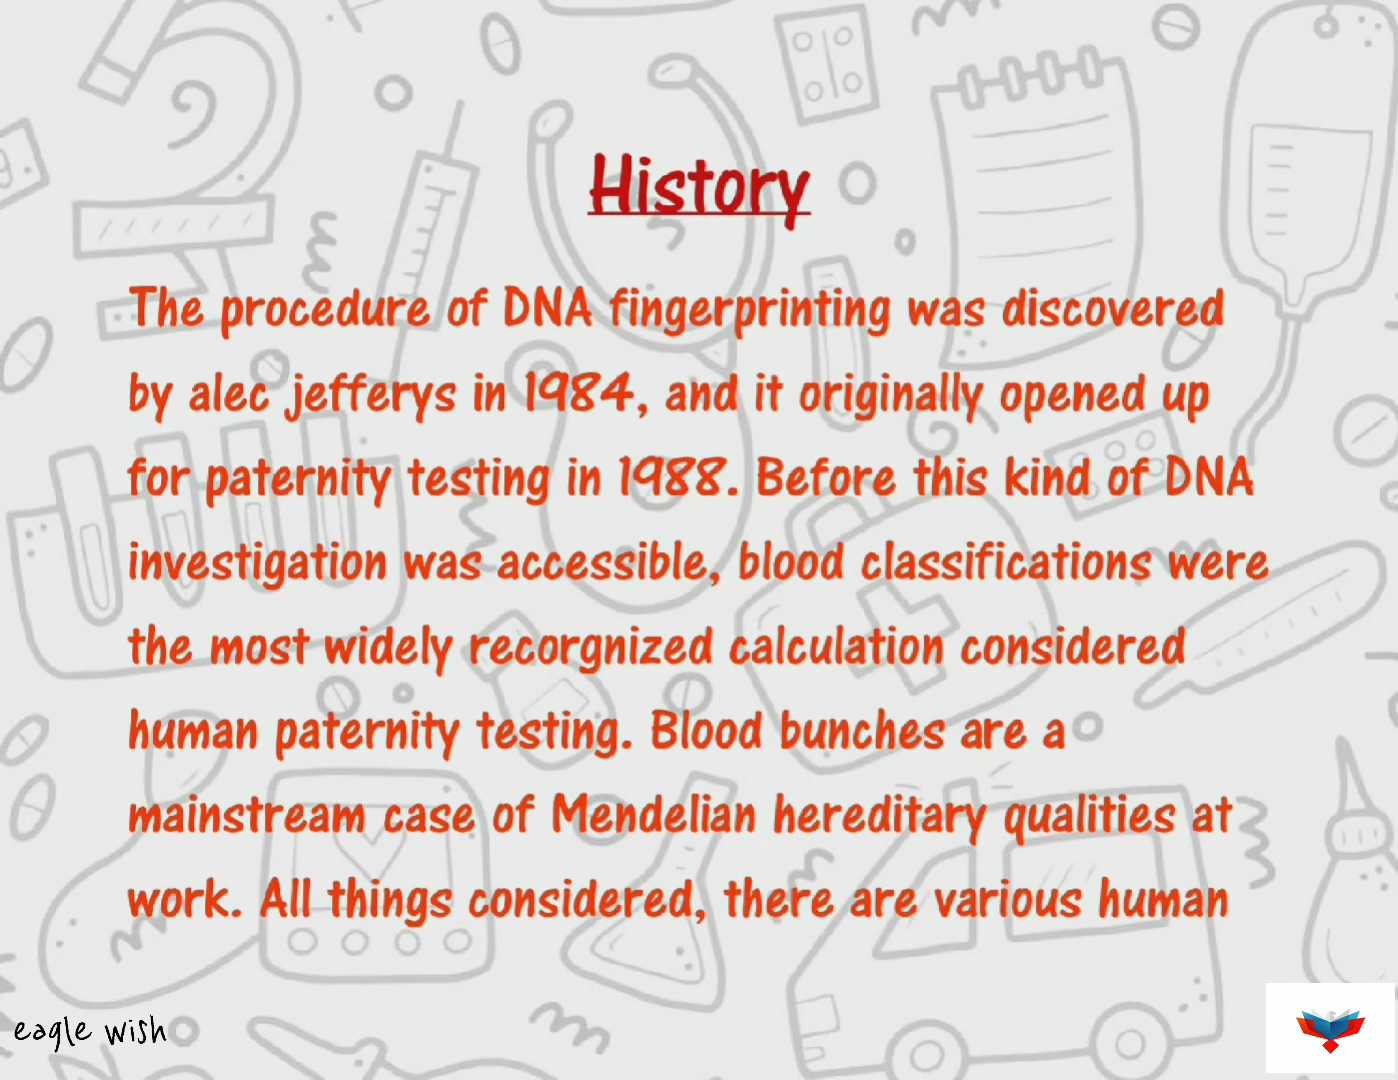 History
The procedure of DNA fingerprinting was discovered
by alec jefferys in 1984, and it originally opened up
for paternity testing in 1988. Before this kind of DNA
investigation was accessible, blood classifications were
the most widely recorgnized calculation considered
human paternity testing. Blood bunches are a
mainstream case of Mendelian hereditary qualities at
work. All things considered, there are various human
eagle wish